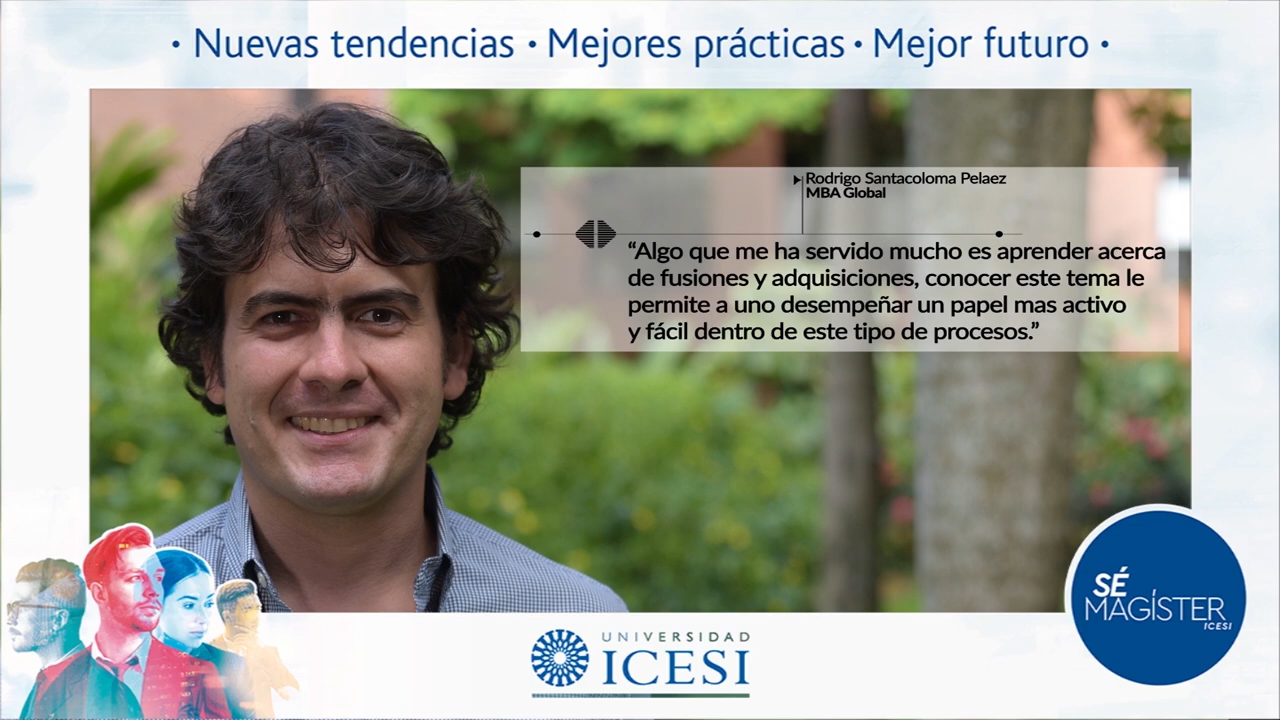 • Nuevas tendencias • Mejores prácticas • Mejor futuro •
Rodrigo Santacoloma Pelaez
MBA Global
“Algo que me ha servido mucho es aprender acerca
de fusiones y adquisiciones, conocer este tema le
permite a uno desempeñar un papel mas activo
y fácil dentro de este tipo de procesos.”
SÉ
MAGÍSTER
ICESI
UNIVERSIDAD
ICESI